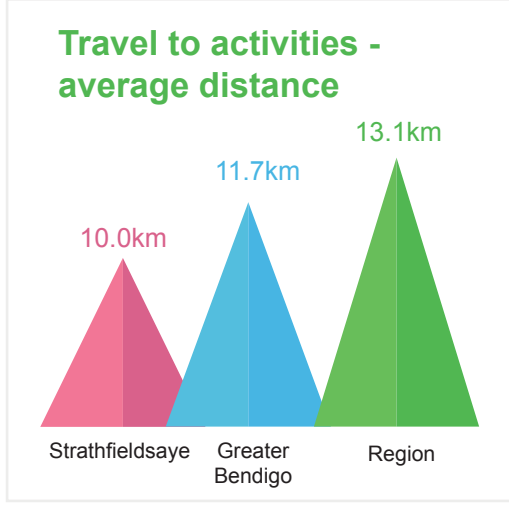 Travel to activities -
average distance
13.1km
11.7km
10.0km
Strathfieldsaye
Greater
Bendigo
Region